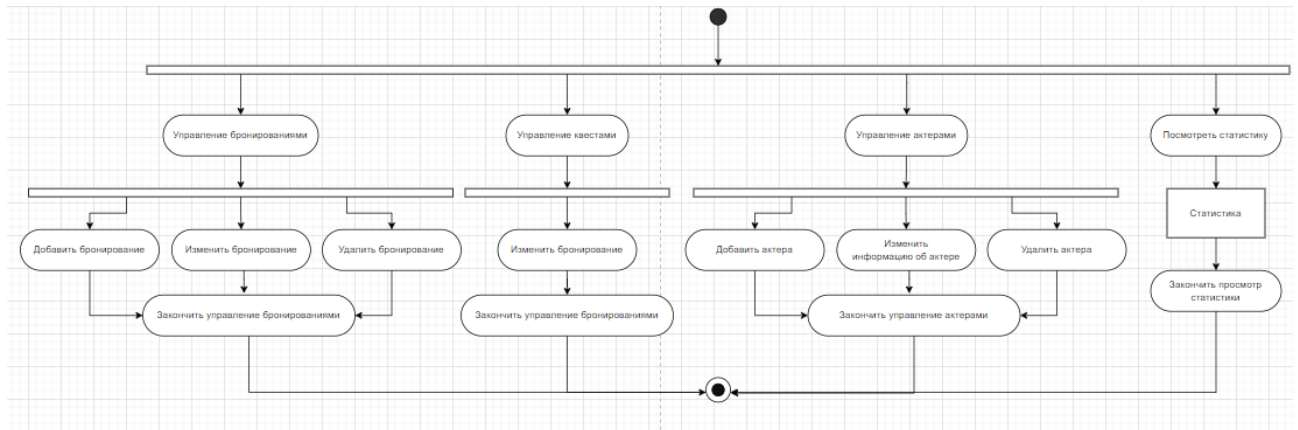 Управление бронированиями
Управление квестами
Управление актерами
Посмотреть статистику
Статистика
Добавить бронирование
Изменить бронирование
Удалить бронирование
Изменить бронирование
Добавить актера
Изменить
информацию об актере
Удалить актера
Закончить просмотр
статистики
Закончить управление бронированиями
Закончить управление бронированиями
Закончить управление актерами